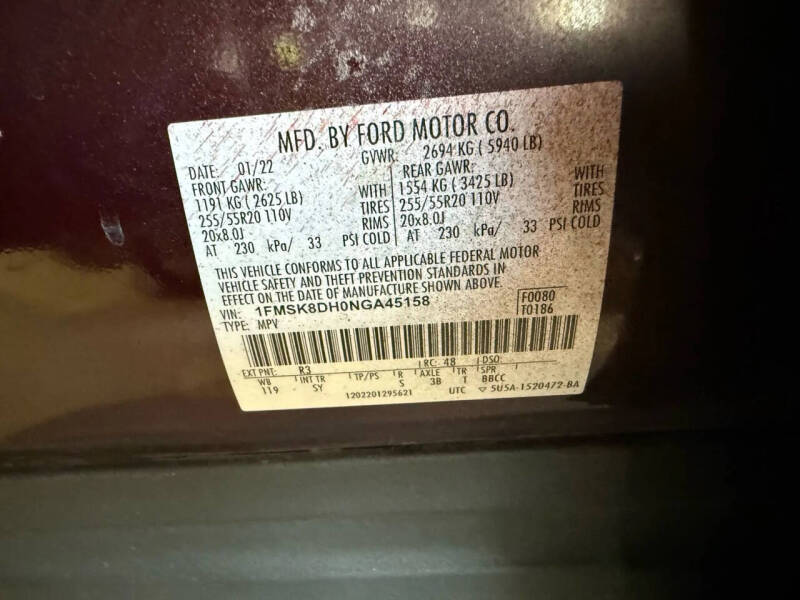 MFD. BY FORD MOTOR CO.
DATE: 01/22 GVWR: 2694 KG ( 5940 LB)
FRONT GAWR: REAR GAWR:
1191 KG ( 2625 LB) WITH 1554 KG ( 3425 LB) WITH
255/55R20 110V TIRES 255/55R20 110V TIRES
20x8.0J RIMS 20x8.0J RIMS
AT 230 kPa/ 33 PSI COLD AT 230 kPa/ 33 PSI COLD
THIS VEHICLE CONFORMS TO ALL APPLICABLE FEDERAL MOTOR
VEHICLE SAFETY AND THEFT PREVENTION STANDARDS IN
EFFECT ON THE DATE OF MANUFACTURE SHOWN ABOVE.
VIN: 1FMSK8DH0NGA45158 F0080
TYPE: MPV T0186
EXT PNT: R3 RC: 48 DSO:
WB INT TR TP/PS R AXLE TR SPR
119 SY S 3B T BBCC
1202201295621 UTC ▽ 5U5A-1520472-BA